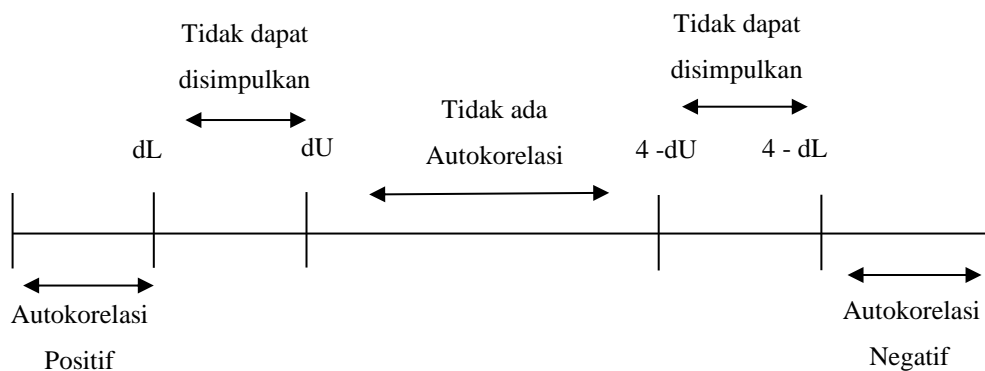 Tidak dapat
disimpulkan
Tidak dapat
disimpulkan
Tidak ada
Autokorelasi
dL
dU
4 -dU
4 - dL
Autokorelasi
Positif
Autokorelasi
Negatif